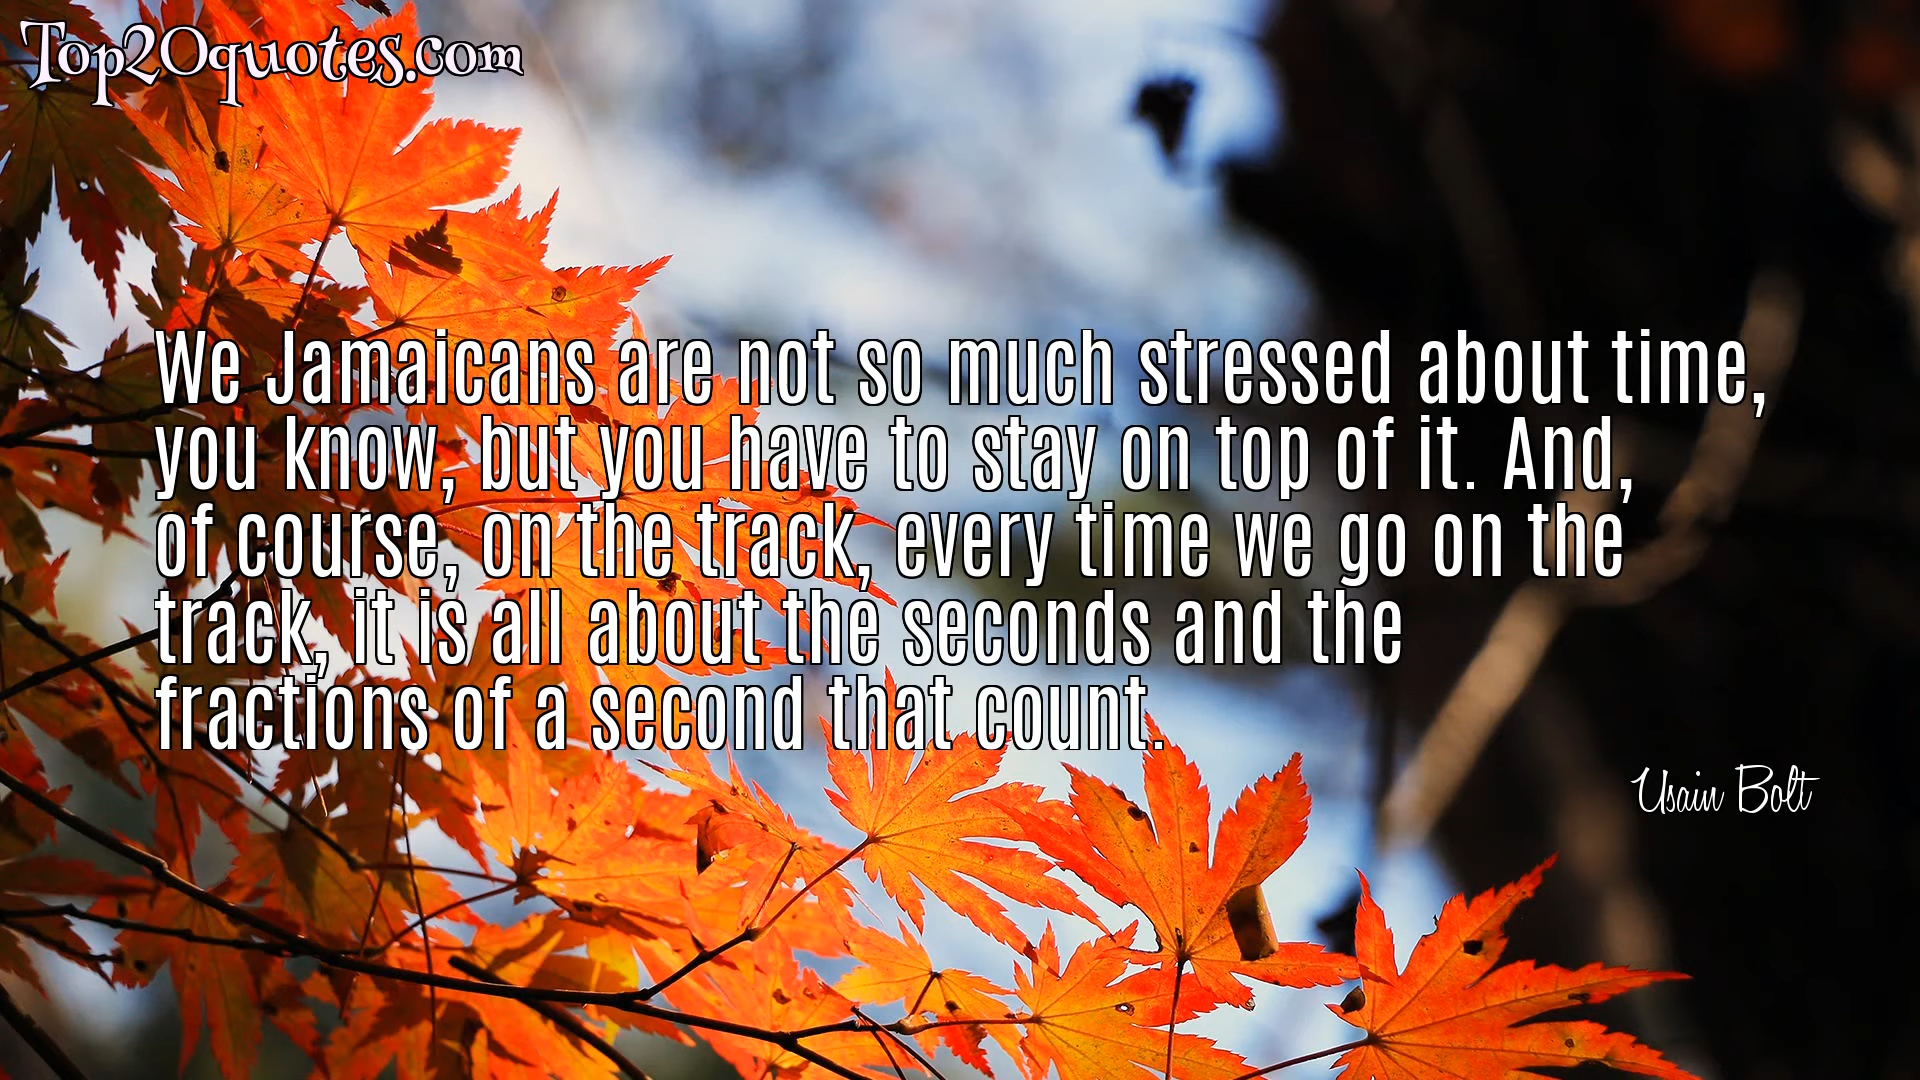 Top20quotes.com
We Jamaicans are not so much stressed about time,
you know, but you have to stay on top of it. And,
of course, on the track, every time we go on the
track, it is all about the seconds and the
fractions of a second that count.
Usain Bolt